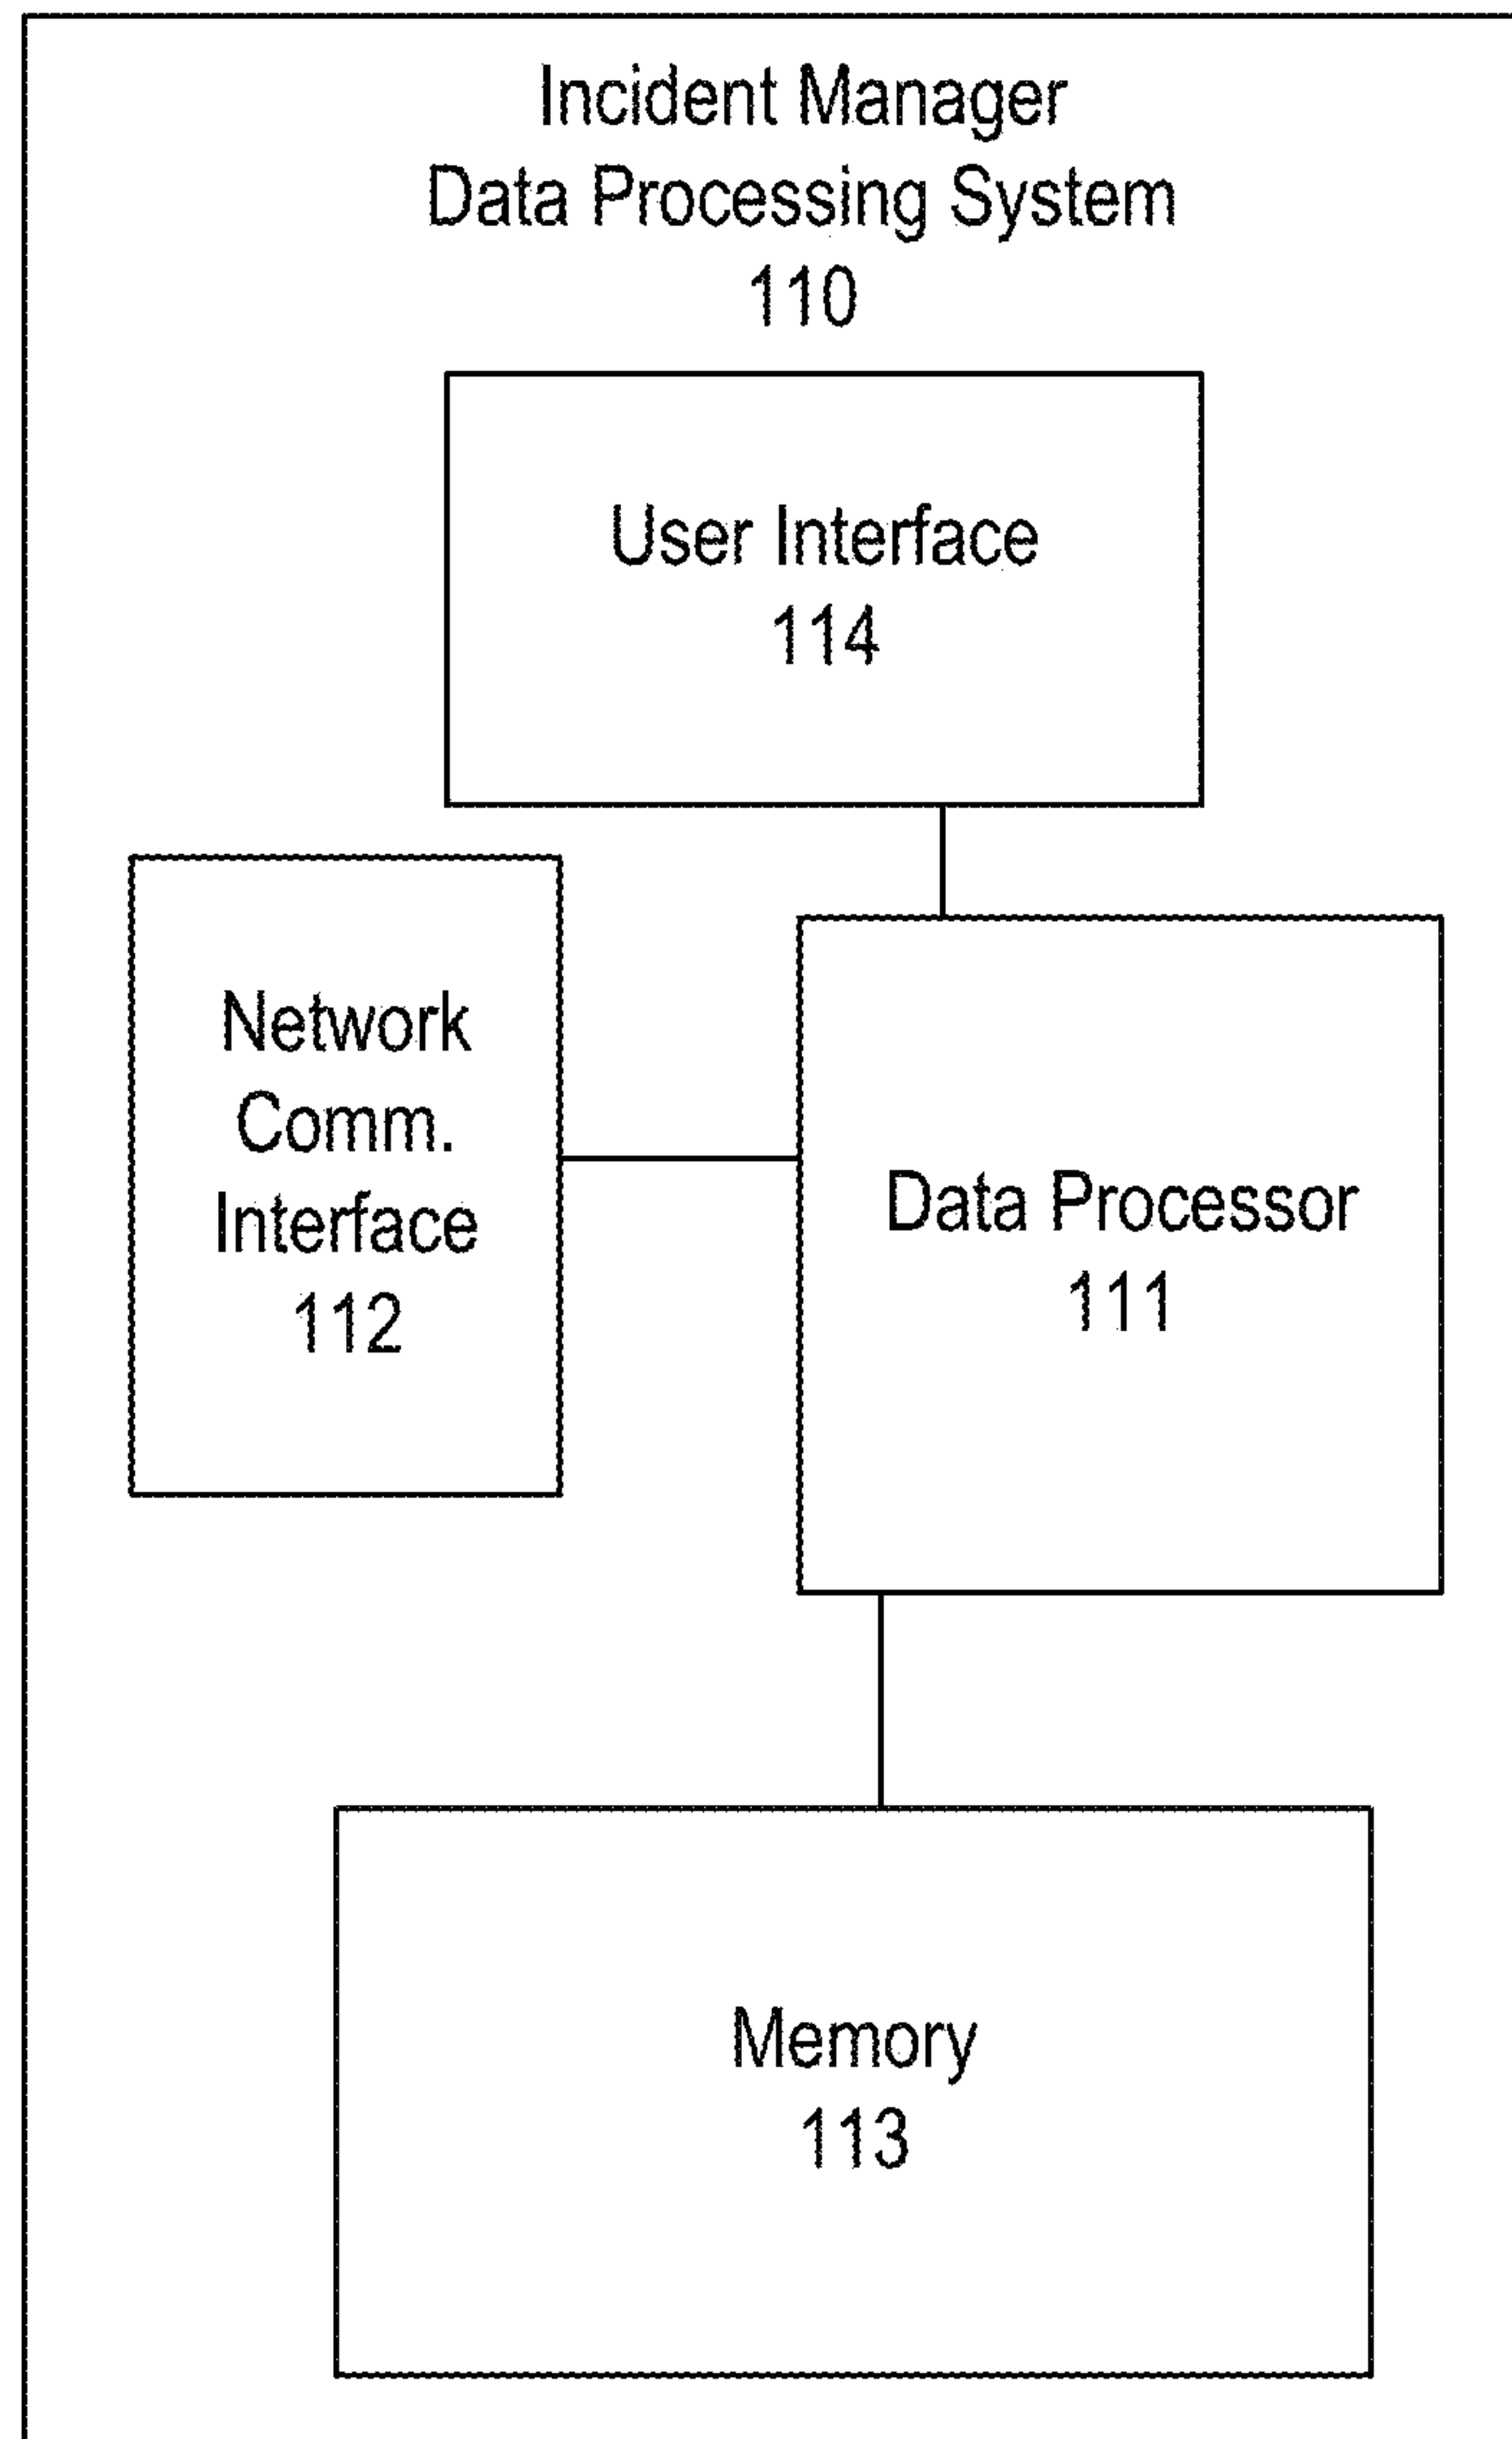 Incident Manager
Data Processing System
110
User Interface
114
Network
Comm.
Interface
112
Data Processor
111
Memory
113